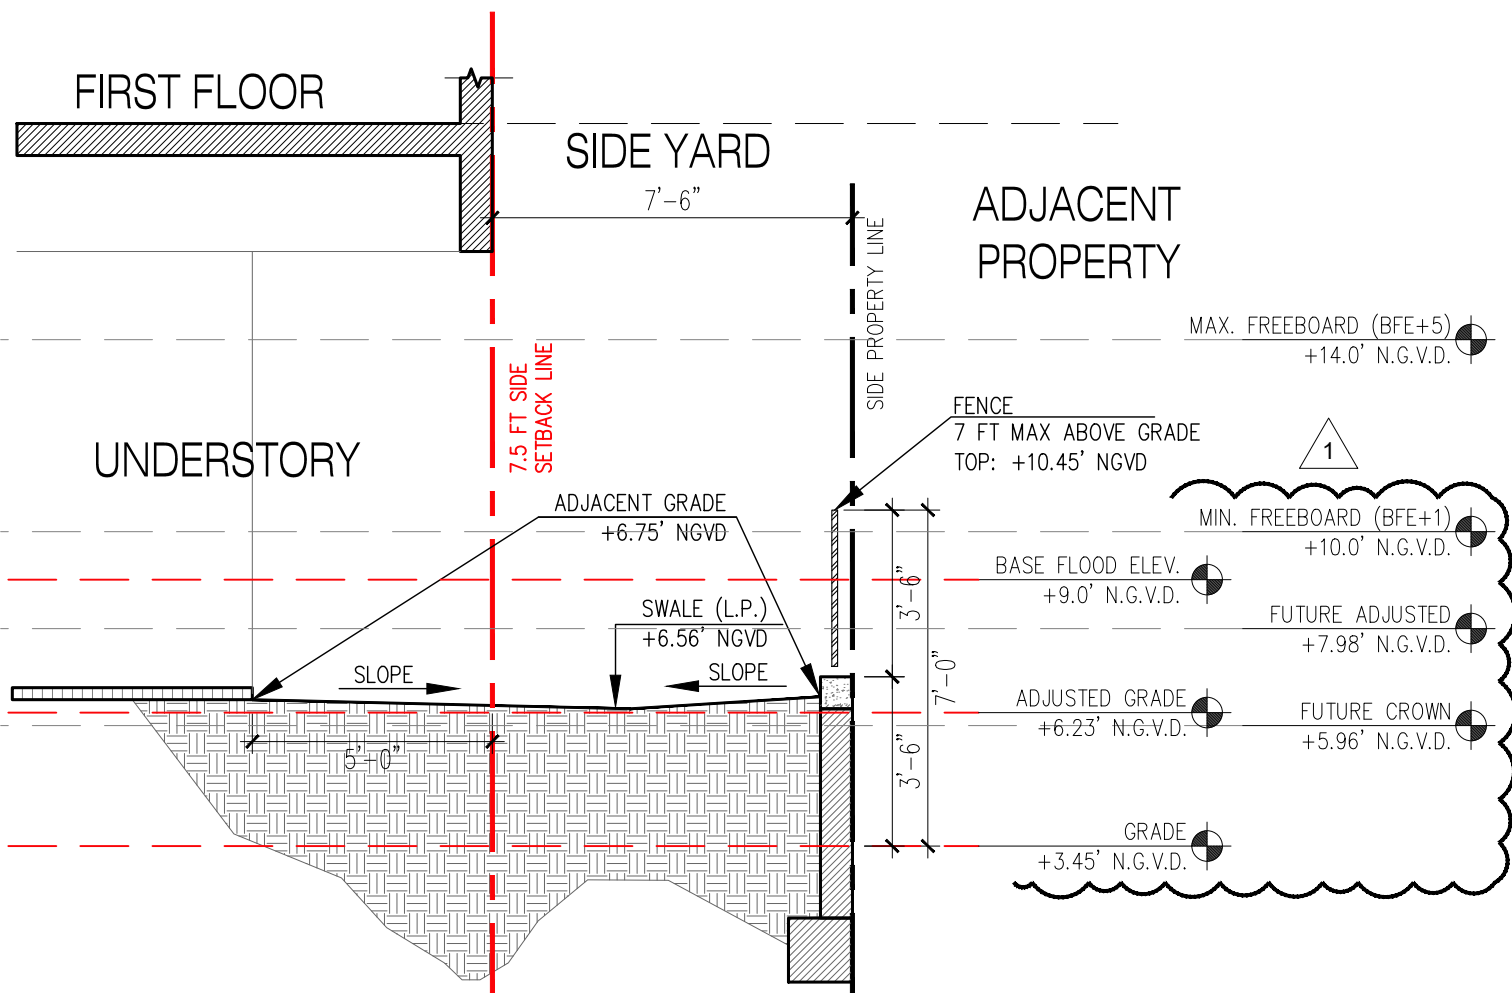 FIRST FLOOR
SIDE YARD
7'-6"
ADJACENT
PROPERTY
SIDE PROPERTY LINE
MAX. FREEBOARD (BFE+5)
+14.0' N.G.V.D.
7.5 FT SIDE
SETBACK LINE
FENCE
7 FT MAX ABOVE GRADE
TOP: +10.45' NGVD
1
UNDERSTORY
ADJACENT GRADE
+6.75' NGVD
MIN. FREEBOARD (BFE+1)
+10.0' N.G.V.D.
BASE FLOOD ELEV.
+9.0' N.G.V.D.
3'-6"
SWALE (L.P.)
+6.56' NGVD
FUTURE ADJUSTED
+7.98' N.G.V.D.
SLOPE
SLOPE
7'-0"
ADJUSTED GRADE
+6.23' N.G.V.D.
FUTURE CROWN
+5.96' N.G.V.D.
5'-0"
3'-6"
GRADE
+3.45' N.G.V.D.